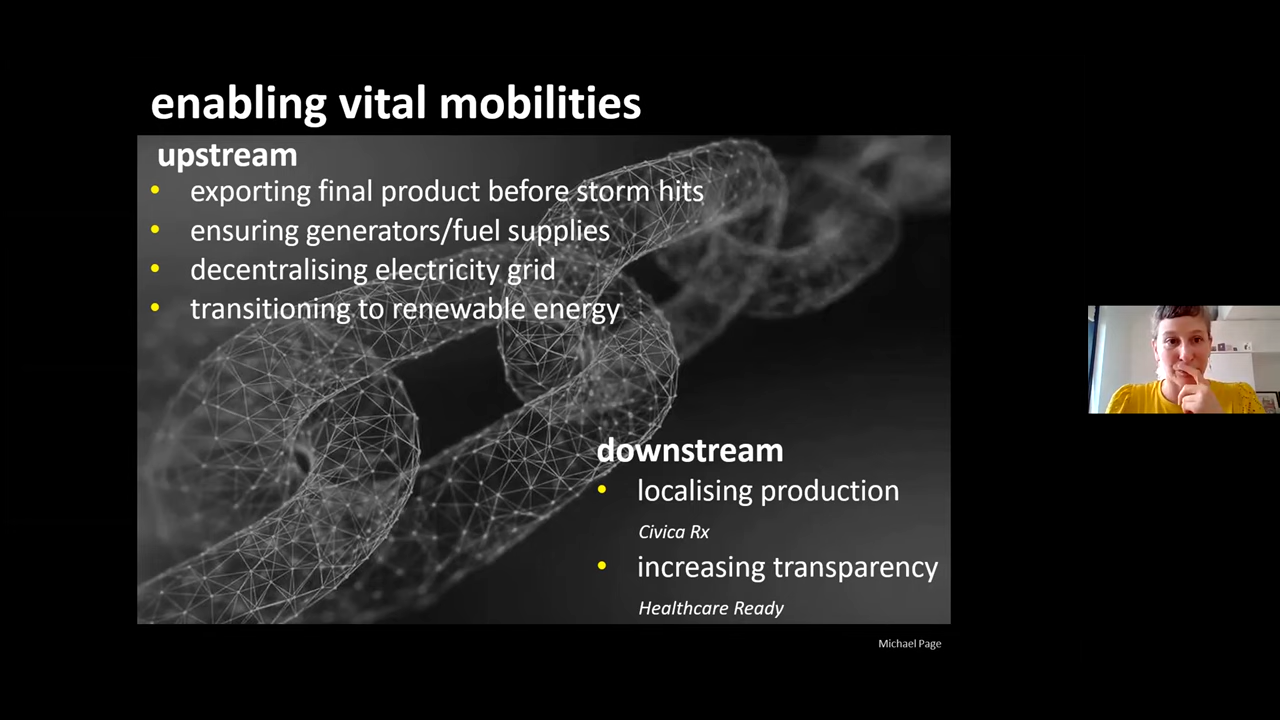 enabling vital mobilities
upstream
• exporting final product before storm hits
• ensuring generators/fuel supplies
• decentralising electricity grid
• transitioning to renewable energy
downstream
• localising production
Civica Rx
• increasing transparency
Healthcare Ready
Michael Page